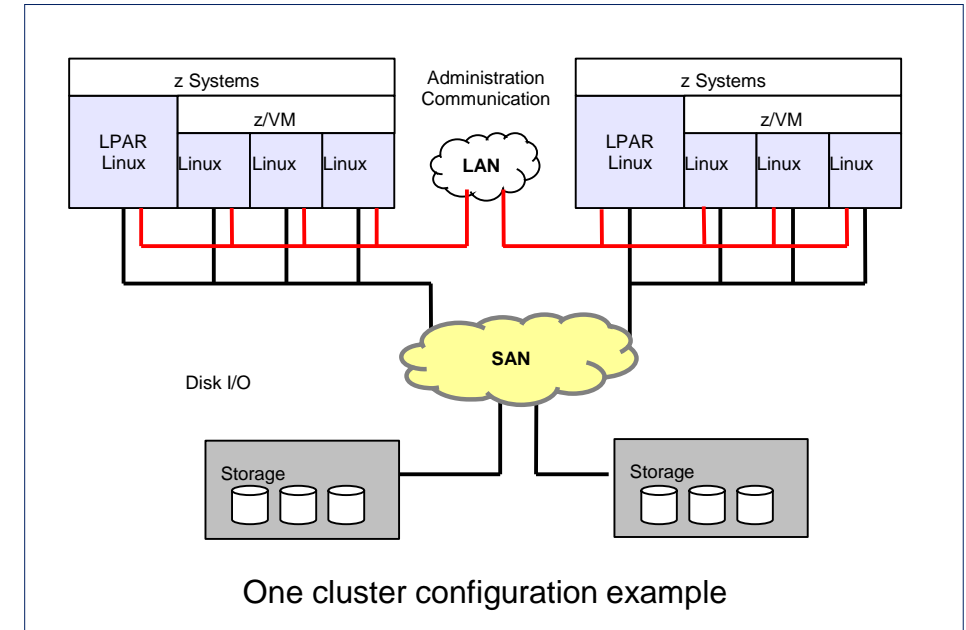 z Systems
z/VM
LPAR
Linux
Linux
Linux
Linux
Administration
Communication
LAN
z Systems
z/VM
LPAR
Linux
Linux
Linux
Linux
SAN
Disk I/O
Storage
Storage
One cluster configuration example